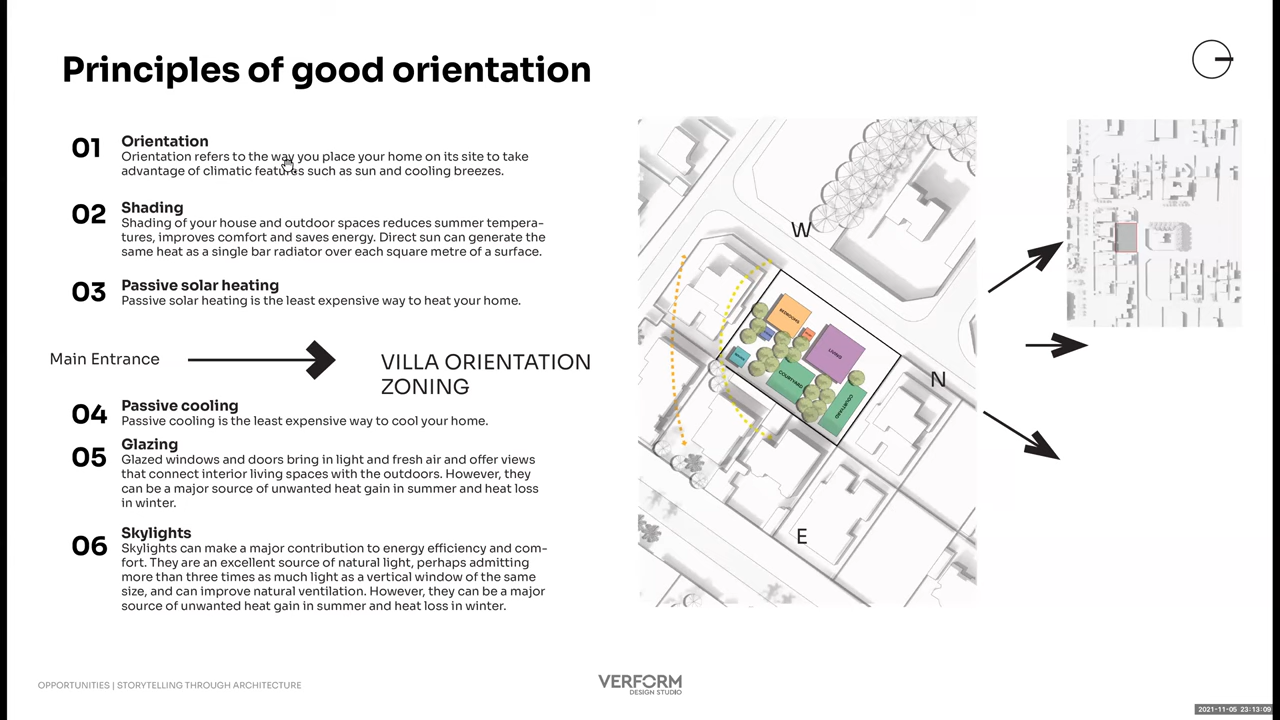 Principles of good orientation
01
Orientation
Orientation refers to the way you place your home on its site to take
advantage of climatic features such as sun and cooling breezes.
02
Shading
Shading of your house and outdoor spaces reduces summer tempera-
tures, improves comfort and saves energy. Direct sun can generate the
same heat as a single bar radiator over each square metre of a surface.
03
Passive solar heating
Passive solar heating is the least expensive way to heat your home.
Main Entrance
VILLA ORIENTATION
ZONING
04
Passive cooling
Passive cooling is the least expensive way to cool your home.
05
Glazing
Glazed windows and doors bring in light and fresh air and offer views
that connect interior living spaces with the outdoors. However, they
can be a major source of unwanted heat gain in summer and heat loss
in winter.
06
Skylights
Skylights can make a major contribution to energy efficiency and com-
fort. They are an excellent source of natural light, perhaps admitting
more than three times as much light as a vertical window of the same
size, and can improve natural ventilation. However, they can be a major
source of unwanted heat gain in summer and heat loss in winter.
W
BEDROOMS
LIVING
COURTYARD
COURTYARD
N
E
OPPORTUNITIES | STORYTELLING THROUGH ARCHITECTURE
VERFORM
DESIGN STUDIO
2021-11-05 23:13:09